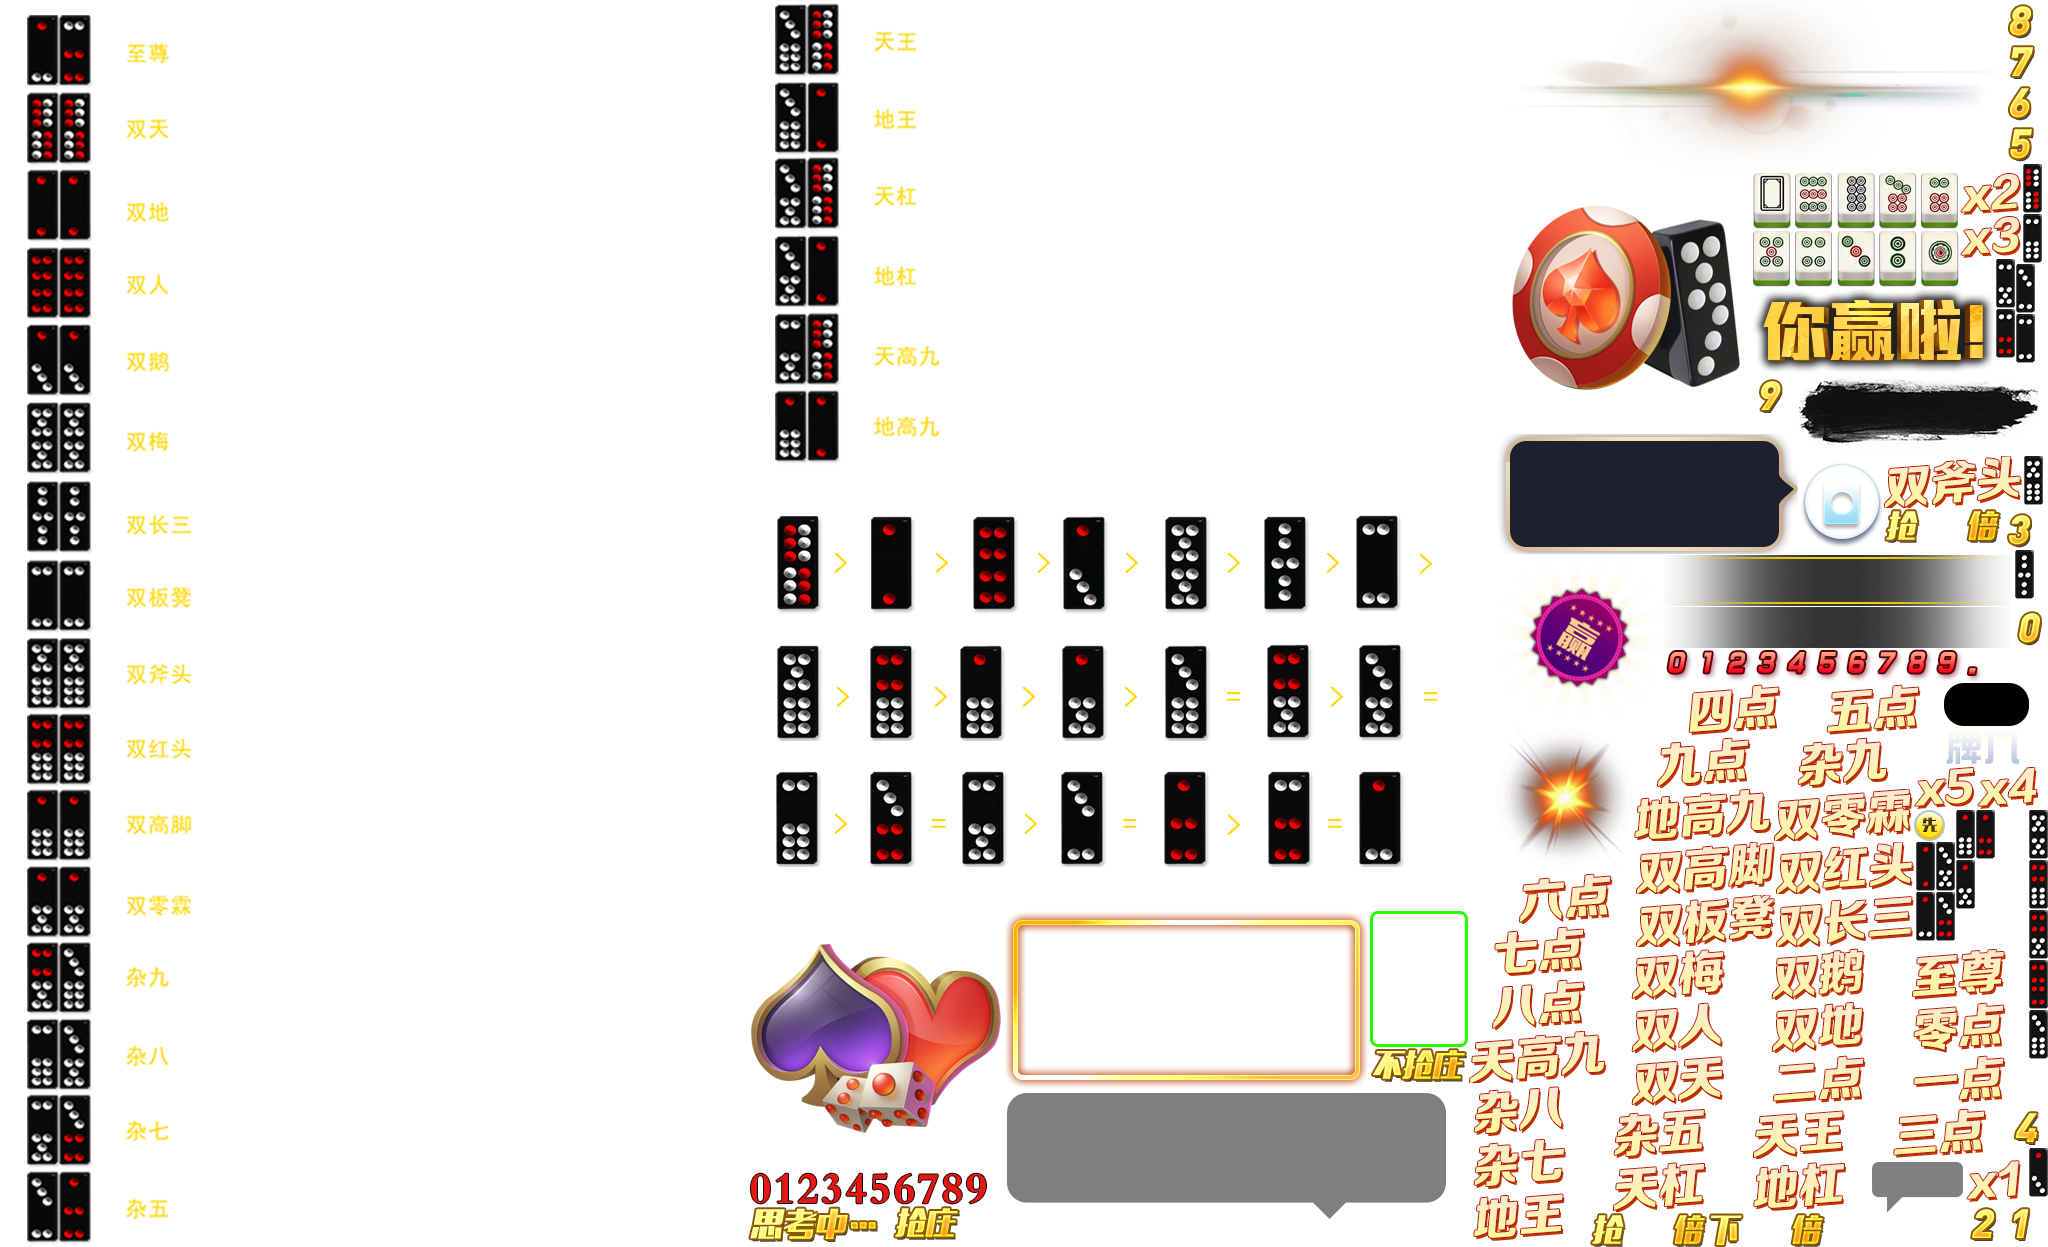 至尊
双天
双地
双人
双鹅
双梅
双长三
双板凳
双斧头
双红头
双高脚
双零霖
杂九
杂八
杂七
杂五
天王
地王
天杠
地杠
天高九
地高九
> > > > > > >
> > > > = > =
> = > = > =
0123456789
思考中··· 抢庄
不抢庄
8
7
6
5
x2
x3
你赢啦!
9
双斧头
抢 倍 3
赢
0
0123456789.
四点 五点
牌九
九点 杂九
x5 x4
地高九 双零霖 先
双高脚 双红头
六点 双板凳 双长三
七点 双梅 双鹅 至尊
八点 双人 双地 零点
天高九 双天 二点 一点
杂八 杂五 天王 三点 4
杂七 天杠 地杠 x1
地王 抢 倍下 倍 2 1